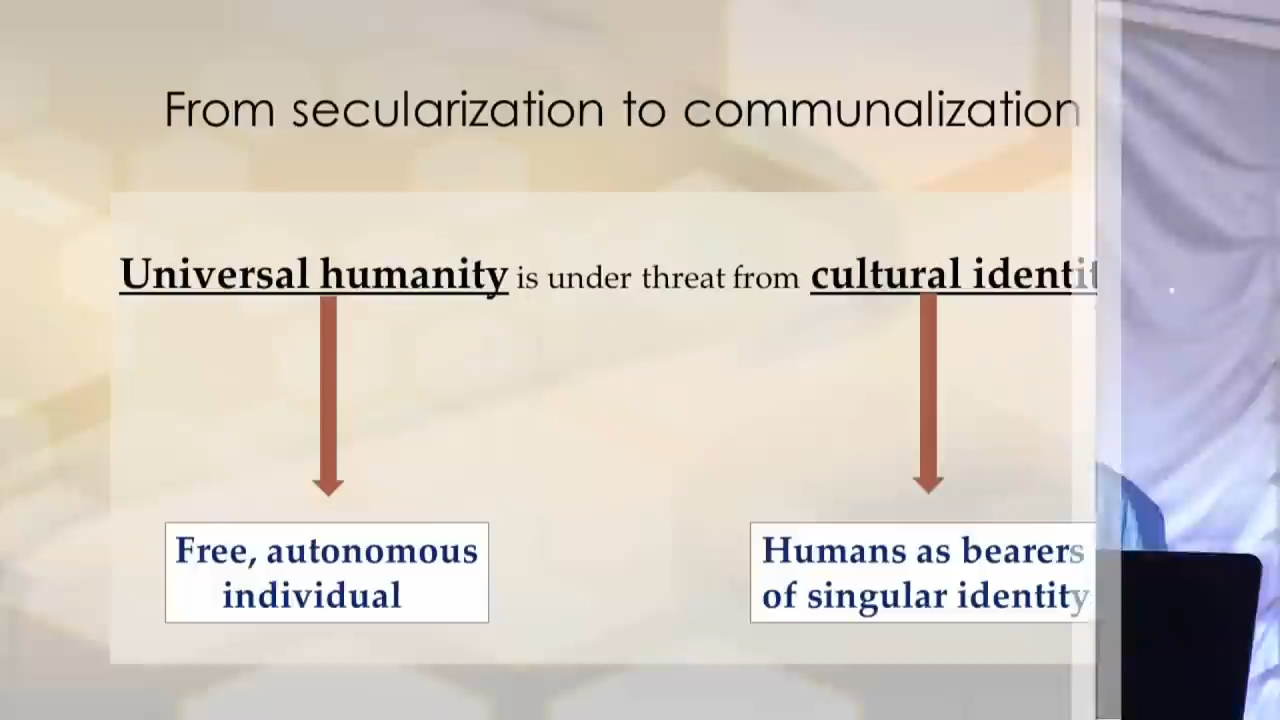 From secularization to communalization
Universal humanity is under threat from cultural
Free, autonomous
individual
Humans as bearers
of singular identity